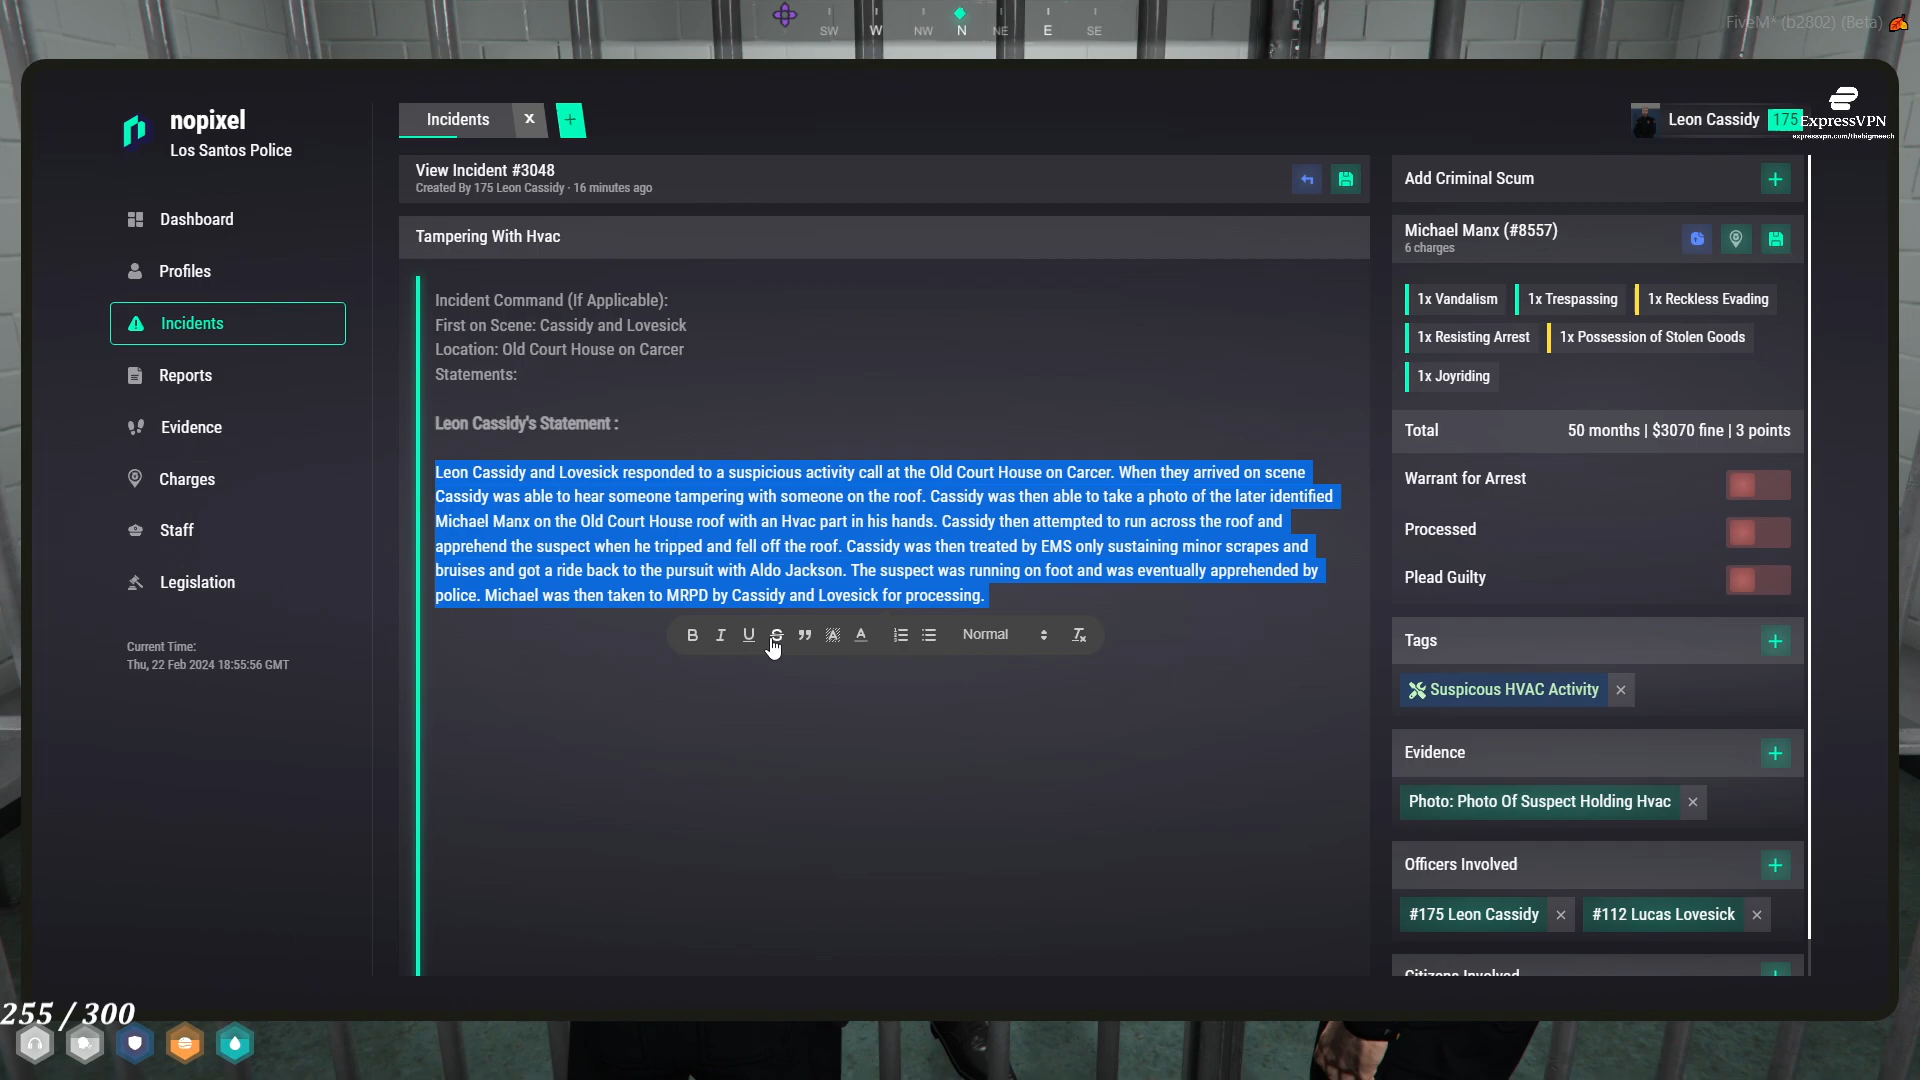 SW W NW N NE E SE
FiveM* (b2802) (Beta)
nopixel
Los Santos Police
Incidents x +
Leon Cassidy 175
ExpressVPN
expressvpn.com/thebigmeech
Dashboard
Profiles
Incidents
Reports
Evidence
Charges
Staff
Legislation
Current Time:
Thu, 22 Feb 2024 18:55:56 GMT
View Incident #3048
Created By 175 Leon Cassidy · 16 minutes ago
Tampering With Hvac
Incident Command (If Applicable):
First on Scene: Cassidy and Lovesick
Location: Old Court House on Carcer
Statements:
Leon Cassidy's Statement :
Leon Cassidy and Lovesick responded to a suspicious activity call at the Old Court House on Carcer. When they arrived on scene
Cassidy was able to hear someone tampering with someone on the roof. Cassidy was then able to take a photo of the later identified
Michael Manx on the Old Court House roof with an Hvac part in his hands. Cassidy then attempted to run across the roof and
apprehend the suspect when he tripped and fell off the roof. Cassidy was then treated by EMS only sustaining minor scrapes and
bruises and got a ride back to the pursuit with Aldo Jackson. The suspect was running on foot and was eventually apprehended by
police. Michael was then taken to MRPD by Cassidy and Lovesick for processing.
B I U S A A Normal
Add Criminal Scum
Michael Manx (#8557)
6 charges
1x Vandalism 1x Trespassing 1x Reckless Evading
1x Resisting Arrest 1x Possession of Stolen Goods
1x Joyriding
Total 50 months | $3070 fine | 3 points
Warrant for Arrest
Processed
Plead Guilty
Tags
Suspicous HVAC Activity
Evidence
Photo: Photo Of Suspect Holding Hvac
Officers Involved
#175 Leon Cassidy #112 Lucas Lovesick
Citizens Involved
255 / 300